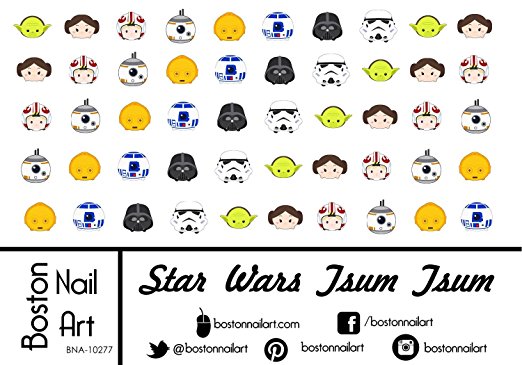 Boston
Nail
Art
BNA-10277
Star Wars Tsum Tsum
bostonnailart.com
/bostonnailart
@bostonnailart
bostonnailart
bostonnailart